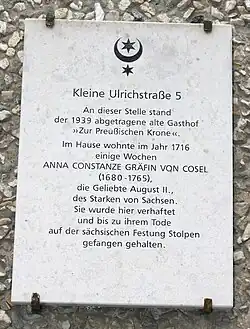 Kleine Ulrichstraße 5
An dieser Stelle stand
der 1939 abgetragene alte Gasthof
»Zur Preußischen Krone«.
Im Hause wohnte im Jahr 1716
einige Wochen
ANNA CONSTANZE GRÄFIN VON COSEL
(1680-1765),
die Geliebte August II.,
des Starken von Sachsen.
Sie wurde hier verhaftet
und bis zu ihrem Tode
auf der sächsischen Festung Stolpen
gefangen gehalten.